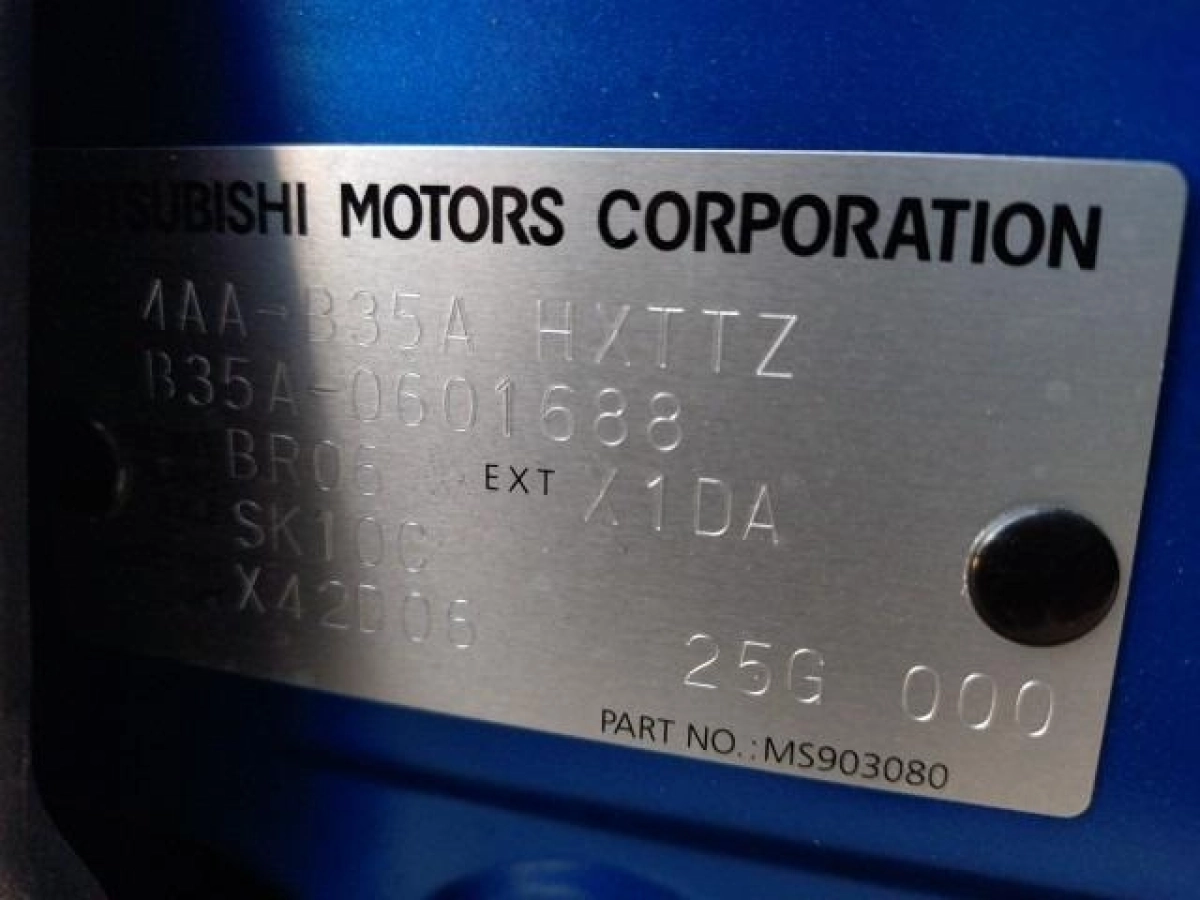 MITSUBISHI MOTORS CORPORATION
4AA-B35A HXTTZ
B35A-0601688
BR06 EXT X1DA
SK10C
X42D06
25G 000
PART NO.:MS903080